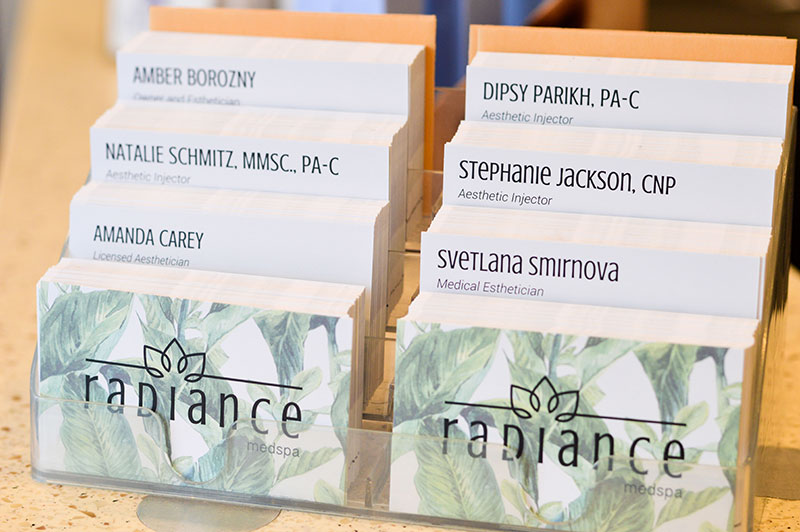 AMBER BOROZNY
Owner and Esthetician
NATALIE SCHMITZ, MMSC., PA-C
Aesthetic Injector
AMANDA CAREY
Licensed Aesthetician
radiance
medspa
DIPSY PARIKH, PA-C
Aesthetic Injector
Stephanie Jackson, CNP
Aesthetic Injector
Svetlana Smirnova
Medical Esthetician
radiance
medspa